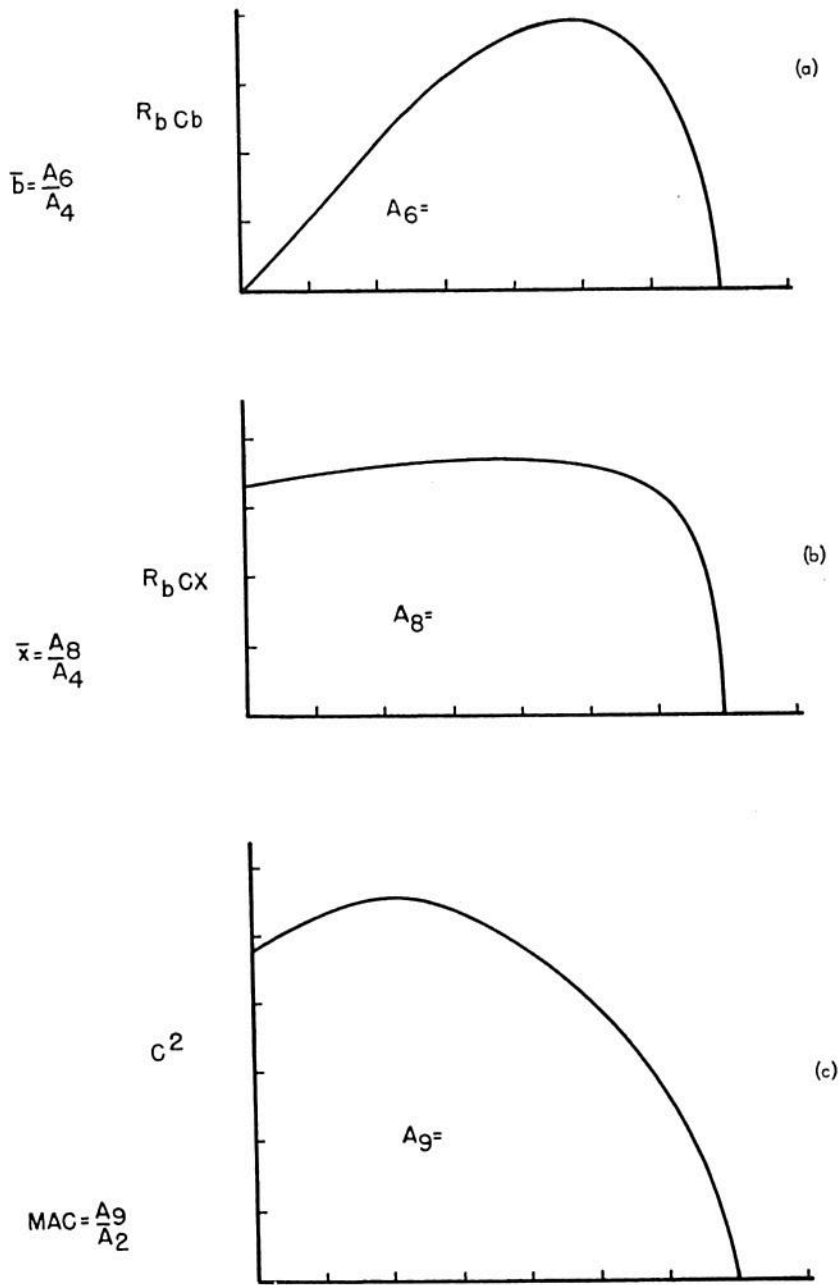 (a)
R_b Cb
b̄ = A6/A4
A6=
(b)
R_b CX
A8=
x̄ = A8/A4
C²
(c)
A9=
MAC = A9/A2